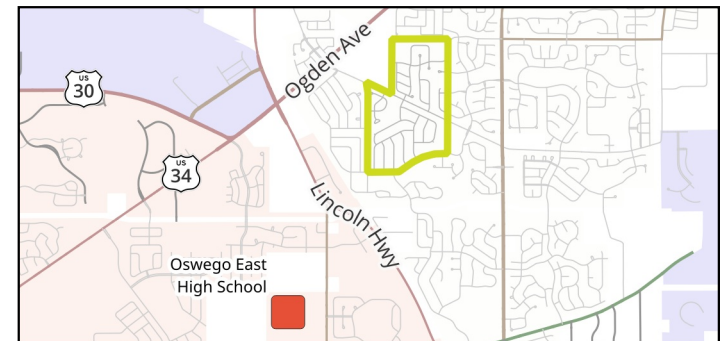 Ogden Ave
US
30
US
34
Lincoln Hwy
Oswego East
High School